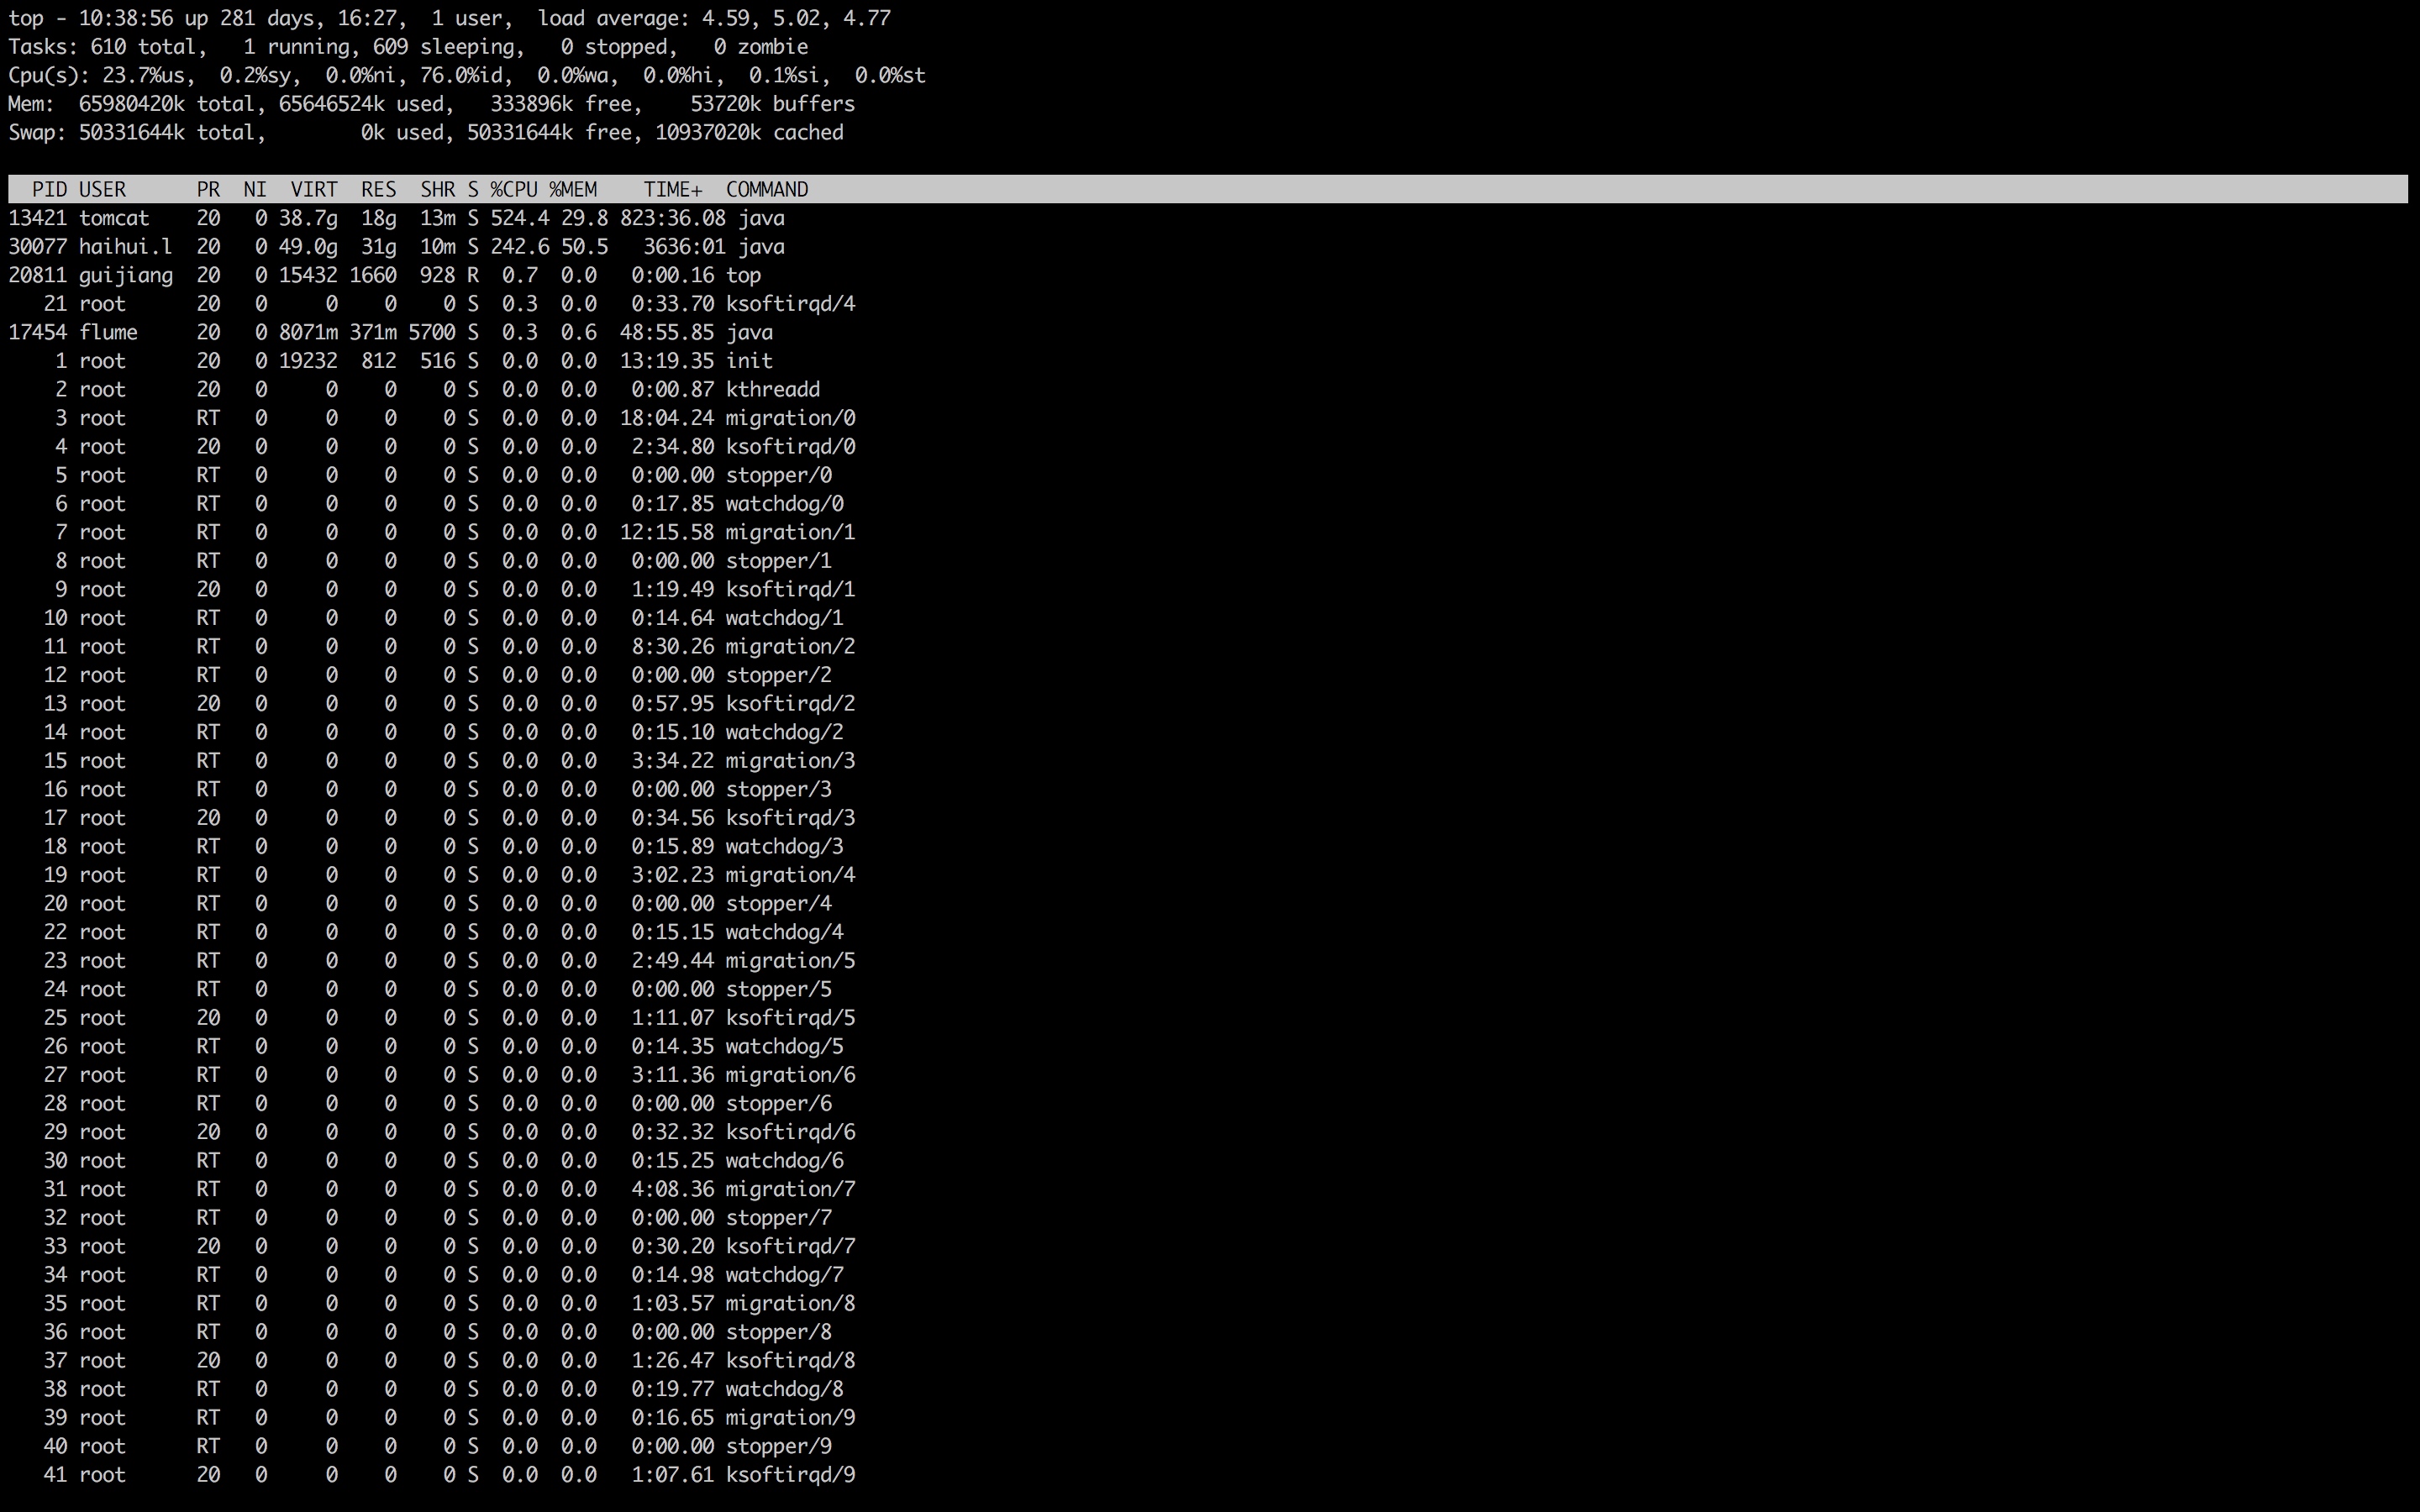 top - 10:38:56 up 281 days, 16:27,  1 user,  load average: 4.59, 5.02, 4.77
Tasks: 610 total,   1 running, 609 sleeping,   0 stopped,   0 zombie
Cpu(s): 23.7%us,  0.2%sy,  0.0%ni, 76.0%id,  0.0%wa,  0.0%hi,  0.1%si,  0.0%st
Mem:  65980420k total, 65646524k used,   333896k free,    53720k buffers
Swap: 50331644k total,        0k used, 50331644k free, 10937020k cached
  PID USER      PR  NI  VIRT  RES  SHR S %CPU %MEM    TIME+  COMMAND
13421 tomcat    20   0 38.7g  18g  13m S 524.4 29.8 823:36.08 java
30077 haihui.l  20   0 49.0g  31g  10m S 242.6 50.5   3636:01 java
20811 guijiang  20   0 15432 1660  928 R  0.7  0.0   0:00.16 top
   21 root      20   0     0    0    0 S  0.3  0.0   0:33.70 ksoftirqd/4
17454 flume     20   0 8071m 371m 5700 S  0.3  0.6  48:55.85 java
    1 root      20   0 19232  812  516 S  0.0  0.0  13:19.35 init
    2 root      20   0     0    0    0 S  0.0  0.0   0:00.87 kthreadd
    3 root      RT   0     0    0    0 S  0.0  0.0  18:04.24 migration/0
    4 root      20   0     0    0    0 S  0.0  0.0   2:34.80 ksoftirqd/0
    5 root      RT   0     0    0    0 S  0.0  0.0   0:00.00 stopper/0
    6 root      RT   0     0    0    0 S  0.0  0.0   0:17.85 watchdog/0
    7 root      RT   0     0    0    0 S  0.0  0.0  12:15.58 migration/1
    8 root      RT   0     0    0    0 S  0.0  0.0   0:00.00 stopper/1
    9 root      20   0     0    0    0 S  0.0  0.0   1:19.49 ksoftirqd/1
   10 root      RT   0     0    0    0 S  0.0  0.0   0:14.64 watchdog/1
   11 root      RT   0     0    0    0 S  0.0  0.0   8:30.26 migration/2
   12 root      RT   0     0    0    0 S  0.0  0.0   0:00.00 stopper/2
   13 root      20   0     0    0    0 S  0.0  0.0   0:57.95 ksoftirqd/2
   14 root      RT   0     0    0    0 S  0.0  0.0   0:15.10 watchdog/2
   15 root      RT   0     0    0    0 S  0.0  0.0   3:34.22 migration/3
   16 root      RT   0     0    0    0 S  0.0  0.0   0:00.00 stopper/3
   17 root      20   0     0    0    0 S  0.0  0.0   0:34.56 ksoftirqd/3
   18 root      RT   0     0    0    0 S  0.0  0.0   0:15.89 watchdog/3
   19 root      RT   0     0    0    0 S  0.0  0.0   3:02.23 migration/4
   20 root      RT   0     0    0    0 S  0.0  0.0   0:00.00 stopper/4
   22 root      RT   0     0    0    0 S  0.0  0.0   0:15.15 watchdog/4
   23 root      RT   0     0    0    0 S  0.0  0.0   2:49.44 migration/5
   24 root      RT   0     0    0    0 S  0.0  0.0   0:00.00 stopper/5
   25 root      20   0     0    0    0 S  0.0  0.0   1:11.07 ksoftirqd/5
   26 root      RT   0     0    0    0 S  0.0  0.0   0:14.35 watchdog/5
   27 root      RT   0     0    0    0 S  0.0  0.0   3:11.36 migration/6
   28 root      RT   0     0    0    0 S  0.0  0.0   0:00.00 stopper/6
   29 root      20   0     0    0    0 S  0.0  0.0   0:32.32 ksoftirqd/6
   30 root      RT   0     0    0    0 S  0.0  0.0   0:15.25 watchdog/6
   31 root      RT   0     0    0    0 S  0.0  0.0   4:08.36 migration/7
   32 root      RT   0     0    0    0 S  0.0  0.0   0:00.00 stopper/7
   33 root      20   0     0    0    0 S  0.0  0.0   0:30.20 ksoftirqd/7
   34 root      RT   0     0    0    0 S  0.0  0.0   0:14.98 watchdog/7
   35 root      RT   0     0    0    0 S  0.0  0.0   1:03.57 migration/8
   36 root      RT   0     0    0    0 S  0.0  0.0   0:00.00 stopper/8
   37 root      20   0     0    0    0 S  0.0  0.0   1:26.47 ksoftirqd/8
   38 root      RT   0     0    0    0 S  0.0  0.0   0:19.77 watchdog/8
   39 root      RT   0     0    0    0 S  0.0  0.0   0:16.65 migration/9
   40 root      RT   0     0    0    0 S  0.0  0.0   0:00.00 stopper/9
   41 root      20   0     0    0    0 S  0.0  0.0   1:07.61 ksoftirqd/9